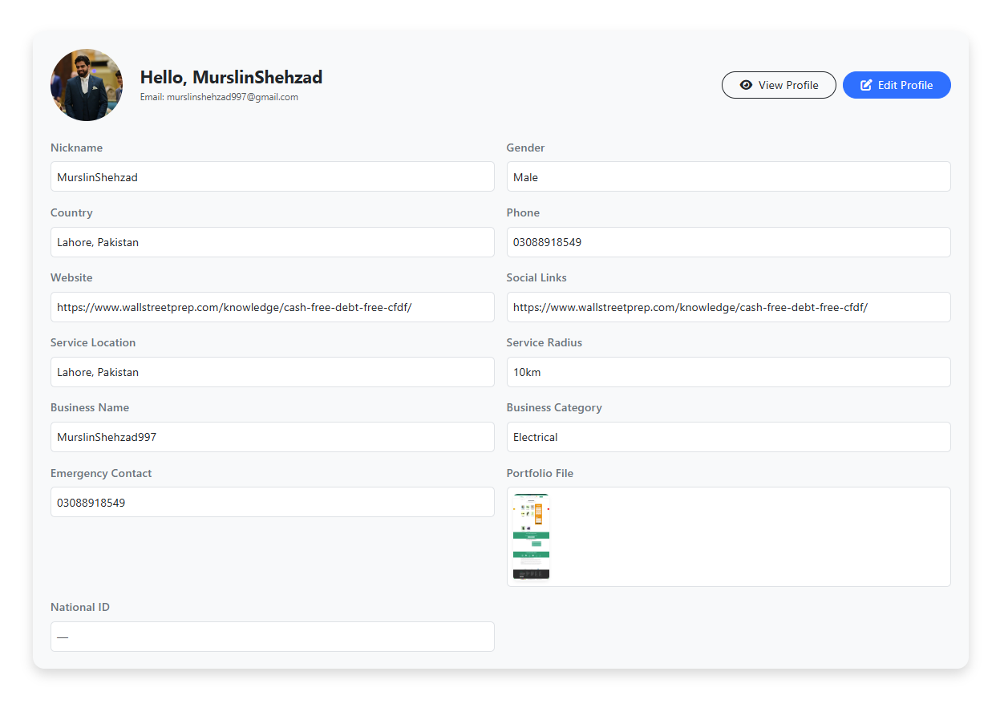 Hello, MurslinShehzad
Email: murslinshehzad997@gmail.com
View Profile
Edit Profile
Nickname
Gender
MurslinShehzad
Male
Country
Phone
Lahore, Pakistan
03088918549
Website
Social Links
https://www.wallstreetprep.com/knowledge/cash-free-debt-free-cfdf/
https://www.wallstreetprep.com/knowledge/cash-free-debt-free-cfdf/
Service Location
Service Radius
Lahore, Pakistan
10km
Business Name
Business Category
MurslinShehzad997
Electrical
Emergency Contact
Portfolio File
03088918549
National ID
—